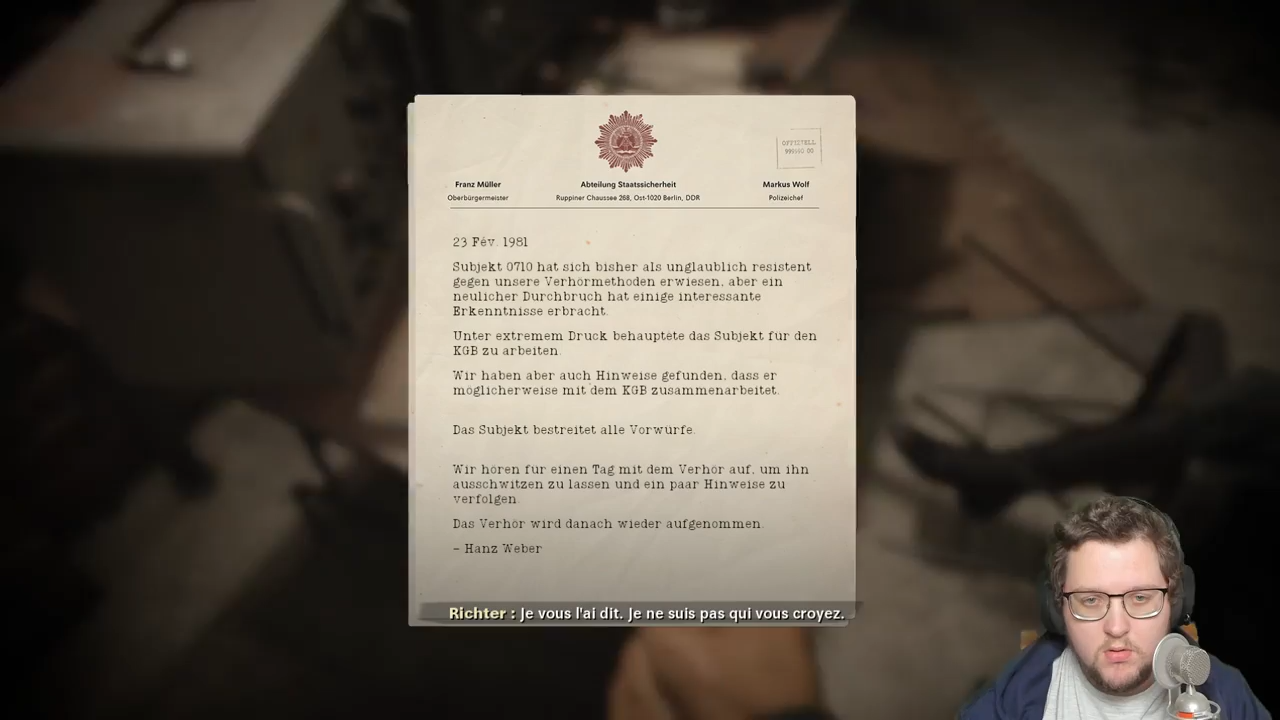 OFFIZIELL
Franz Müller
Abteilung Staatssicherheit
Markus Wolf
Oberbürgermeister
Ruppiner Chaussee 268, Ost-1020 Berlin, DDR
Polizeichef
23 Fév. 1981
Subjekt 0710 hat sich bisher als unglaublich resistent
gegen unsere Verhörmethoden erwiesen, aber ein
neulicher Durchbruch hat einige interessante
Erkenntnisse erbracht.
Unter extremem Druck behauptete das Subjekt für den
KGB zu arbeiten.
Wir haben aber auch Hinweise gefunden, dass er
möglicherweise mit dem KGB zusammenarbeitet.
Das Subjekt bestreitet alle Vorwürfe.
Wir hören für einen Tag mit dem Verhör auf, um ihn
ausschwitzen zu lassen und ein paar Hinweise zu
verfolgen.
Das Verhör wird danach wieder aufgenommen.
– Hanz Weber
Richter : Je vous l'ai dit. Je ne suis pas qui vous croyez.